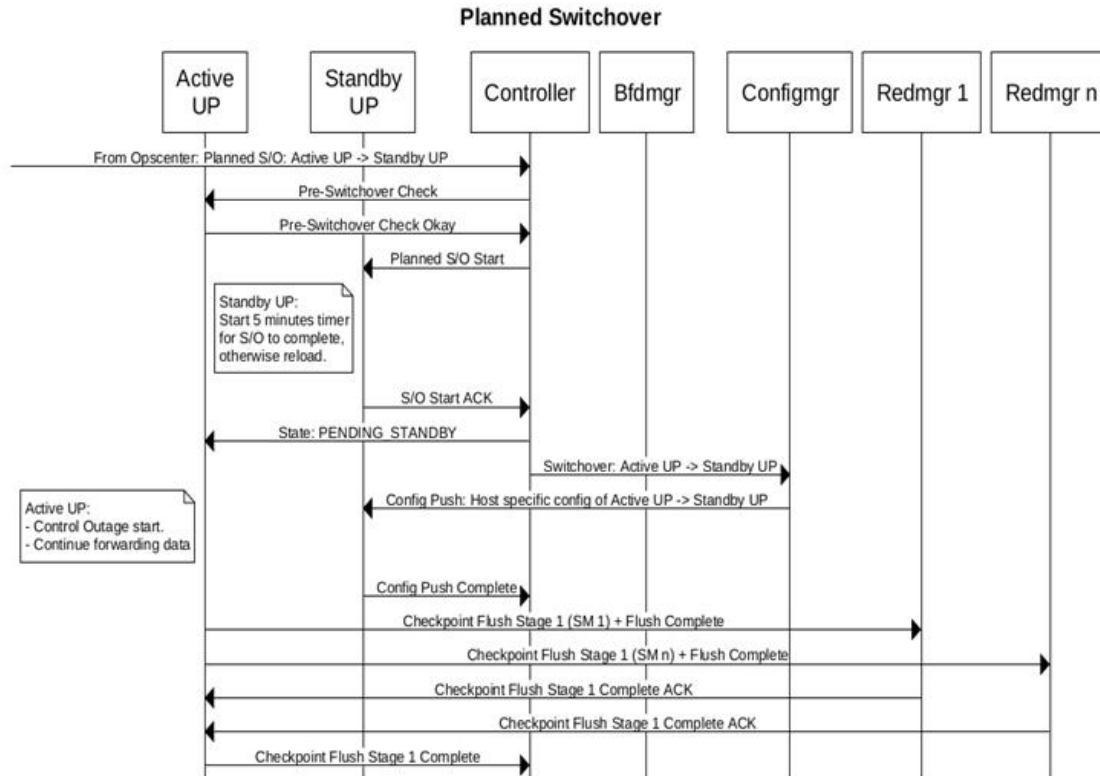 Planned Switchover
Active
UP
Standby
UP
Controller
Bfdmgr
Configmgr
Redmgr 1
Redmgr n
From Opscenter: Planned S/O: Active UP -> Standby UP
Pre-Switchover Check
Pre-Switchover Check Okay
Planned S/O Start
Standby UP:
Start 5 minutes timer
for S/O to complete,
otherwise reload.
S/O Start ACK
State: PENDING_STANDBY
Switchover: Active UP -> Standby UP
Config Push: Host specific config of Active UP -> Standby UP
Active UP:
- Control Outage start.
- Continue forwarding data
Config Push Complete
Checkpoint Flush Stage 1 (SM 1) + Flush Complete
Checkpoint Flush Stage 1 (SM n) + Flush Complete
Checkpoint Flush Stage 1 Complete ACK
Checkpoint Flush Stage 1 Complete ACK
Checkpoint Flush Stage 1 Complete